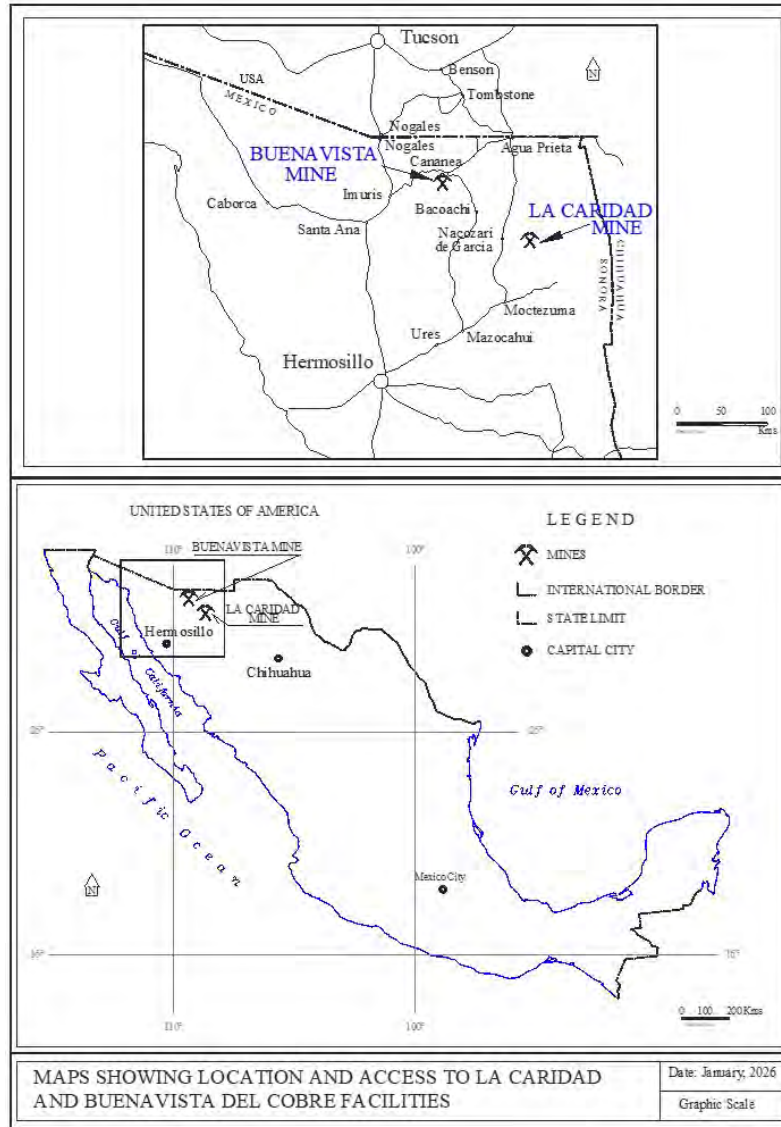 Tucson
Benson
USA
MEXICO
Tombstone
Nogales
Nogales
Agua Prieta
BUENAVISTA
MINE
Cananea
Imuris
Caborca
Bacoachi
LA CARIDAD
MINE
Santa Ana
Nacozari
de Garcia
SONORA
CHIHUAHUA
Moctezuma
Ures
Mazocahui
Hermosillo
0 50 100
Kms
N
UNITED STATES OF AMERICA
LEGEND
110°
100°
BUENAVISTA MINE
MINES
INTERNATIONAL BORDER
LA CARIDAD
MINE
STATE LIMIT
Hermosillo
CAPITAL CITY
Chihuahua
Gulf of California
25°
25°
Pacific Ocean
Gulf of Mexico
Mexico City
N
110°
100°
0 100 200 Kms
MAPS SHOWING LOCATION AND ACCESS TO LA CARIDAD
AND BUENAVISTA DEL COBRE FACILITIES
Date: January, 2026
Graphic Scale